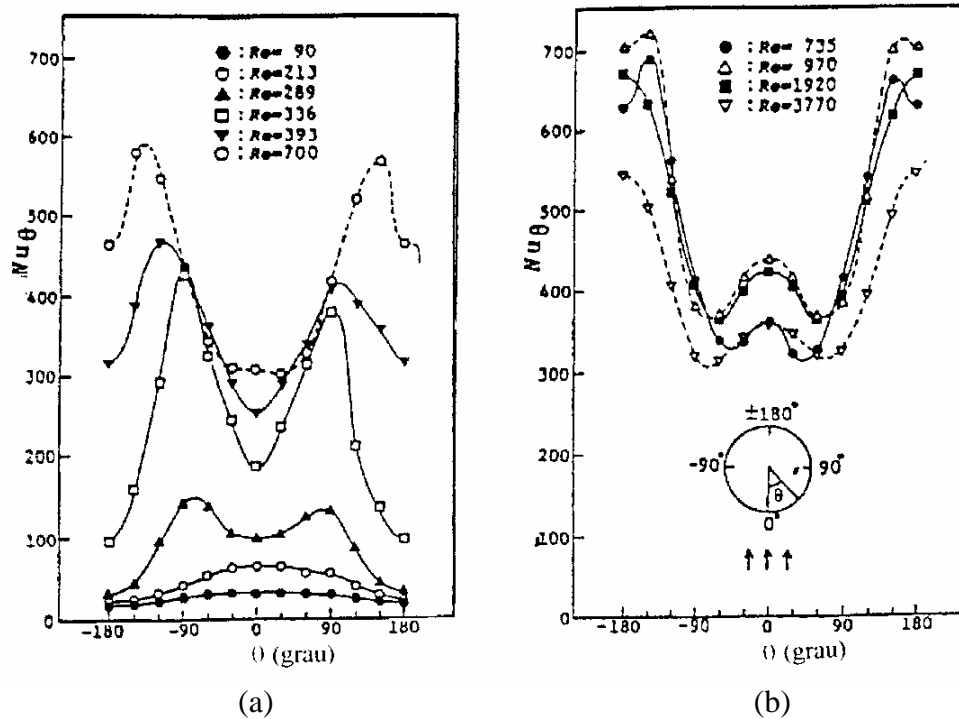 700
600
500
Nuθ
400
300
200
100
0
-180
-90
0
90
180
θ (grau)
● : Re= 90
○ : Re=213
▲ : Re=289
□ : Re=336
▼ : Re=393
○ : Re=700
(a)
700
600
500
Nuθ
400
300
200
100
0
-180
-90
0
90
180
θ (grau)
● : Re= 735
△ : Re= 970
■ : Re=1920
▽ : Re=3770
±180°
-90°
90°
θ
0°
(b)